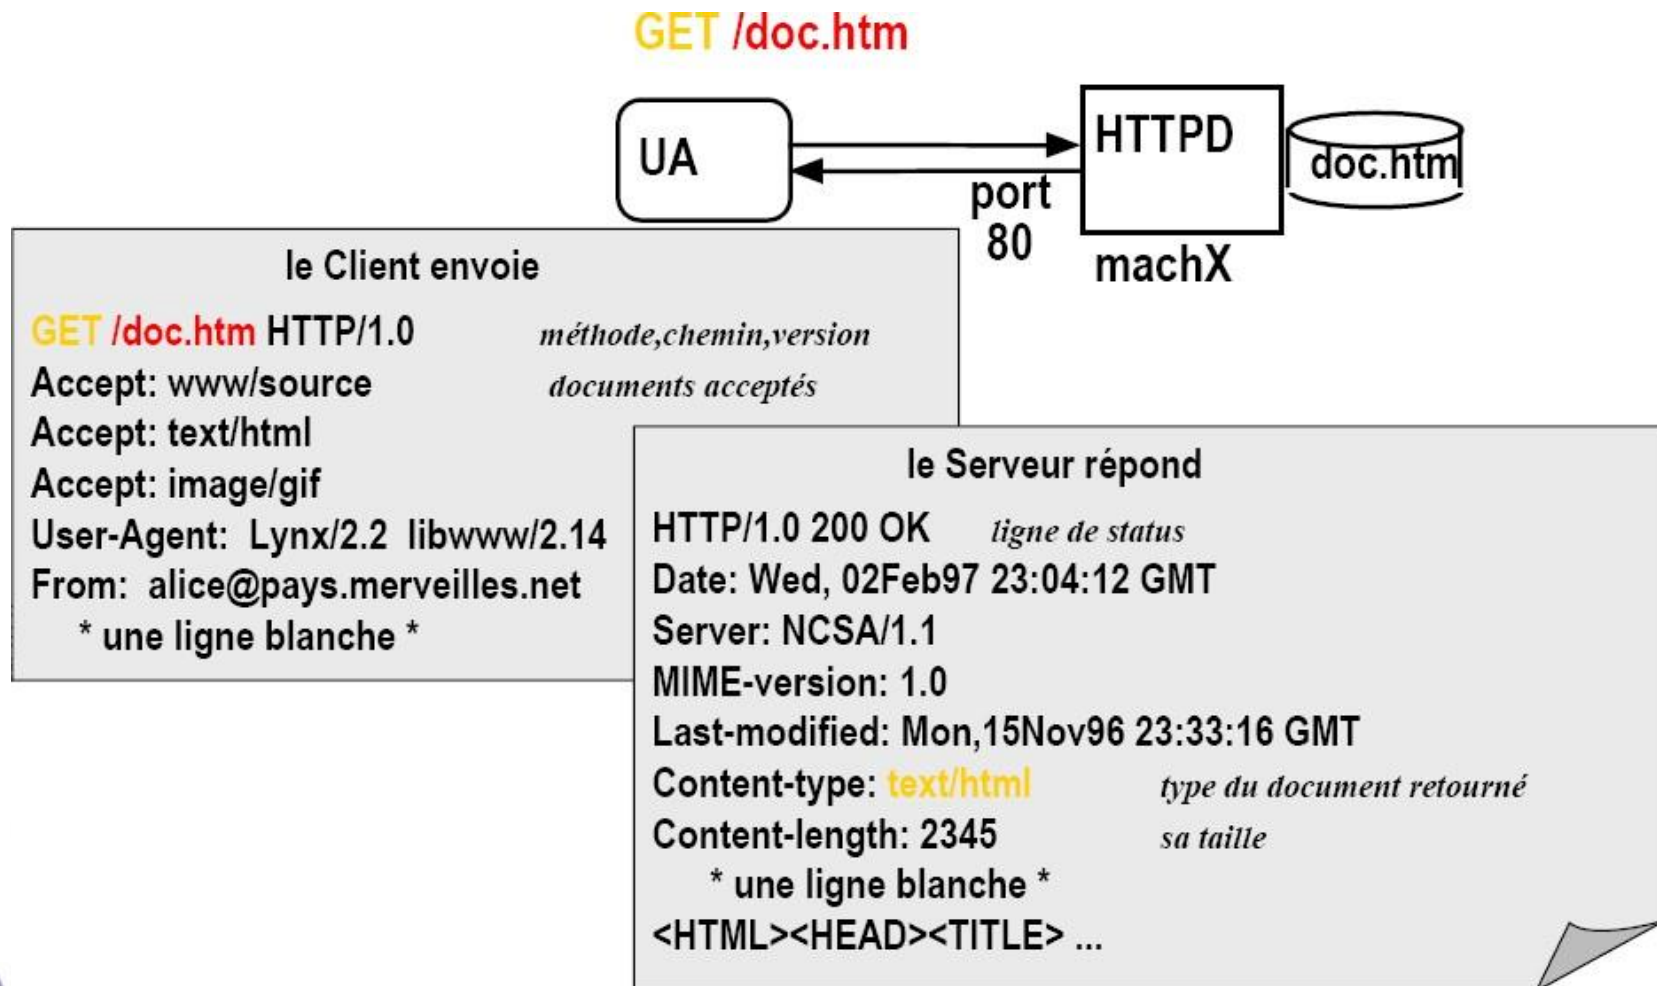 GET /doc.htm
UA
HTTPD
doc.htm
port
80
machX
le Client envoie
GET /doc.htm HTTP/1.0 méthode,chemin,version
Accept: www/source documents acceptés
Accept: text/html
Accept: image/gif
User-Agent: Lynx/2.2 libwww/2.14
From: alice@pays.merveilles.net
* une ligne blanche *
le Serveur répond
HTTP/1.0 200 OK ligne de status
Date: Wed, 02Feb97 23:04:12 GMT
Server: NCSA/1.1
MIME-version: 1.0
Last-modified: Mon,15Nov96 23:33:16 GMT
Content-type: text/html type du document retourné
Content-length: 2345 sa taille
* une ligne blanche *
<HTML><HEAD><TITLE> ...